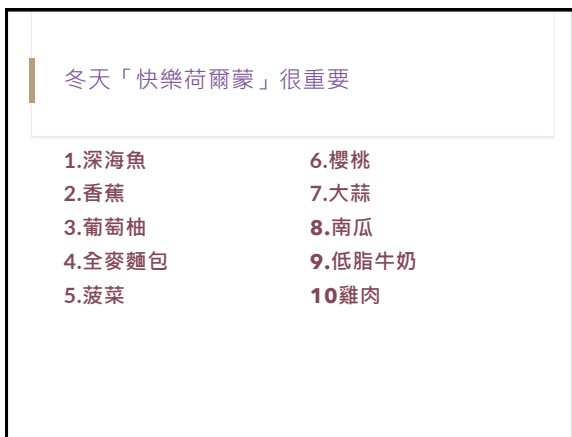 冬天「快樂荷爾蒙」很重要
1.深海魚
2.香蕉
3.葡萄柚
4.全麥麵包
5.菠菜
6.櫻桃
7.大蒜
8.南瓜
9.低脂牛奶
10雞肉